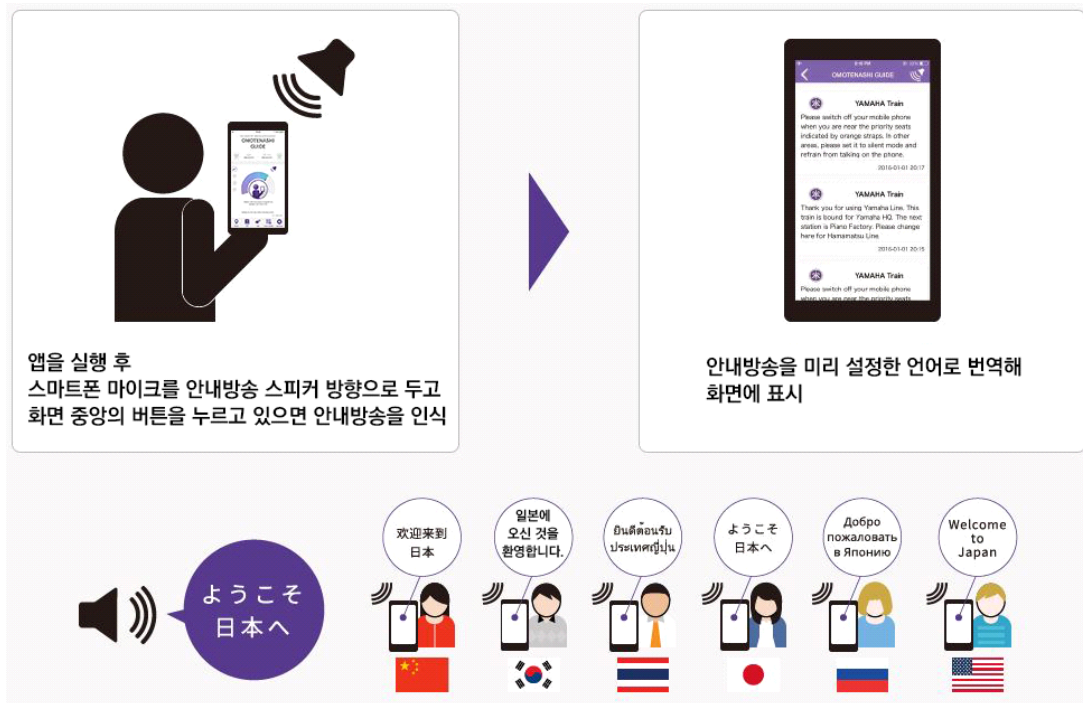 OMOTENASHI
GUIDE
앱을 실행 후
스마트폰 마이크를 안내방송 스피커 방향으로 두고
화면 중앙의 버튼을 누르고 있으면 안내방송을 인식
OMOTENASHI GUIDE
YAMAHA Train
Please switch off your mobile phone
when you are near the priority seats
indicated by orange straps. In other
areas, please set it to silent mode and
refrain from talking on the phone.
2016-01-01 20:17
YAMAHA Train
Thank you for using Yamaha Line. This
train is bound for Yamaha HQ. The next
station is Piano Factory. Please change
here for Hamamatsu Line.
2016-01-01 20:15
YAMAHA Train
Please switch off your mobile phone
when you are near the priority seats
안내방송을 미리 설정한 언어로 번역해
화면에 표시
ようこそ
日本へ
欢迎来到
日本
일본에
오신 것을
환영합니다.
ยินดีต้อนรับ
ประเทศญี่ปุ่น
ようこそ
日本へ
Добро
пожаловать
в Японию
Welcome
to
Japan